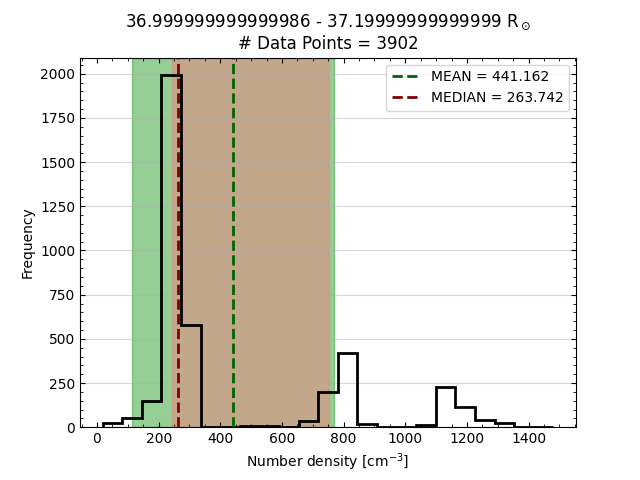 36.999999999999986 - 37.19999999999999 R⊙
# Data Points = 3902
MEAN = 441.162
MEDIAN = 263.742
2000
1750
1500
1250
1000
750
500
250
0
Frequency
0 200 400 600 800 1000 1200 1400
Number density [cm⁻³]